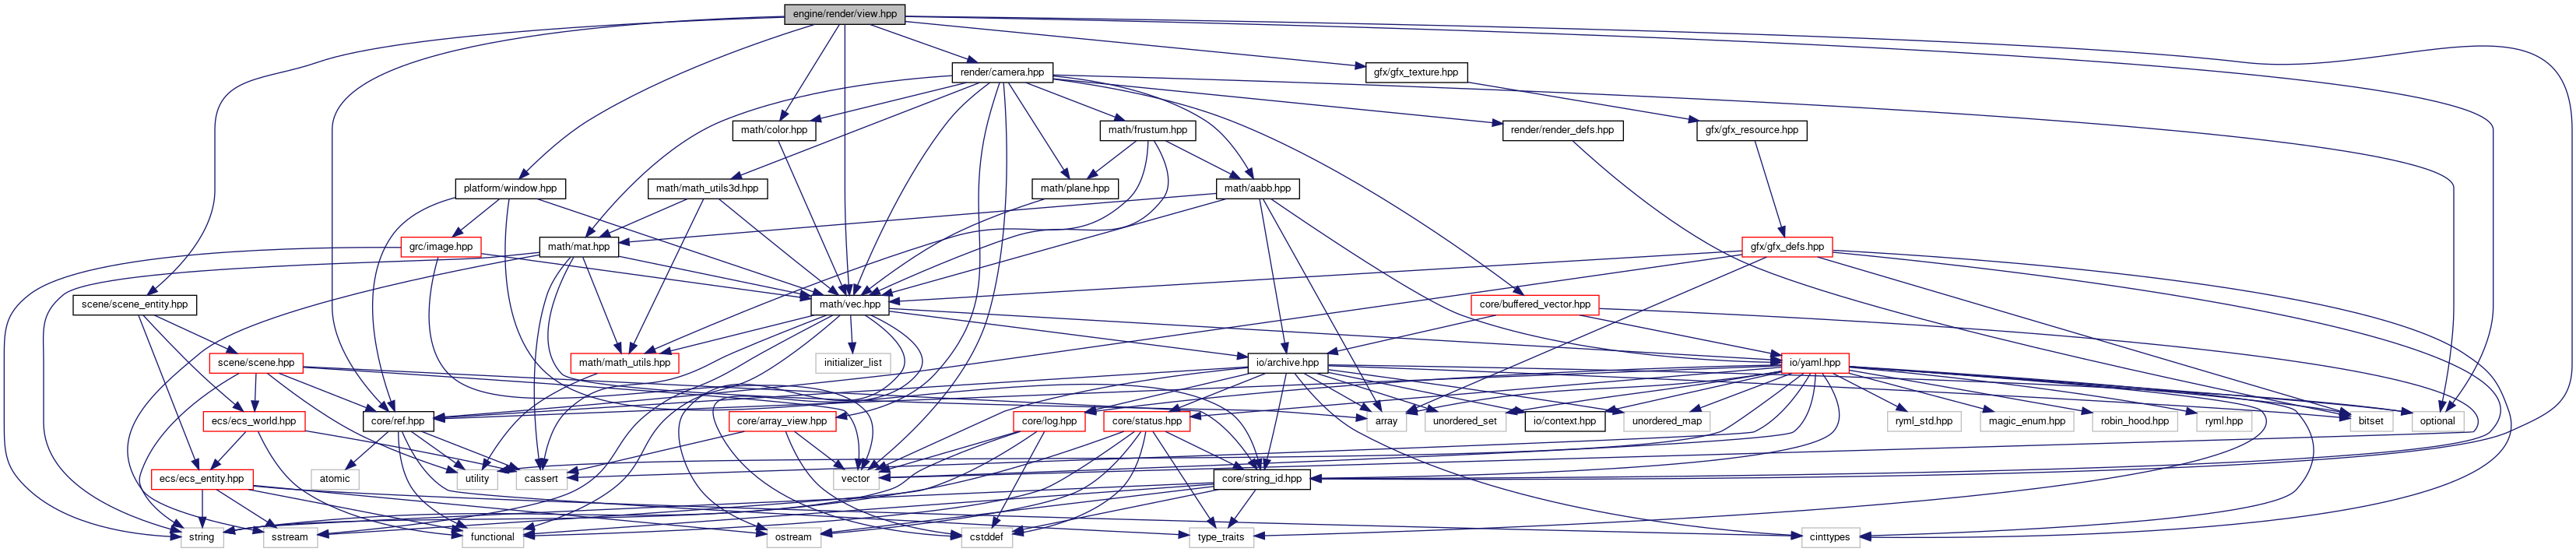 engine/render/view.hpp
render/camera.hpp
gfx/gfx_texture.hpp
math/color.hpp
math/frustum.hpp
render/render_defs.hpp
gfx/gfx_resource.hpp
platform/window.hpp
math/math_utils3d.hpp
math/plane.hpp
math/aabb.hpp
grc/image.hpp
math/mat.hpp
gfx/gfx_defs.hpp
scene/scene_entity.hpp
math/vec.hpp
core/buffered_vector.hpp
scene/scene.hpp
math/math_utils.hpp
initializer_list
io/archive.hpp
io/yaml.hpp
ecs/ecs_world.hpp
core/ref.hpp
core/array_view.hpp
core/log.hpp
core/status.hpp
array
unordered_set
io/context.hpp
unordered_map
ryml_std.hpp
magic_enum.hpp
robin_hood.hpp
ryml.hpp
bitset
optional
ecs/ecs_entity.hpp
atomic
utility
cassert
vector
core/string_id.hpp
string
sstream
functional
ostream
cstddef
type_traits
cinttypes